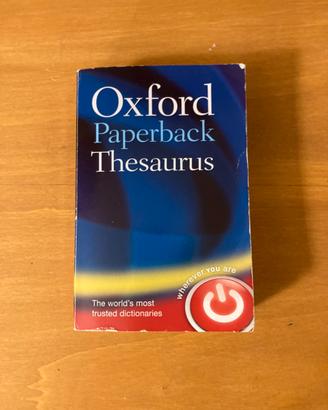 Oxford
Paperback
Thesaurus
wherever you are
The world's most
trusted dictionaries